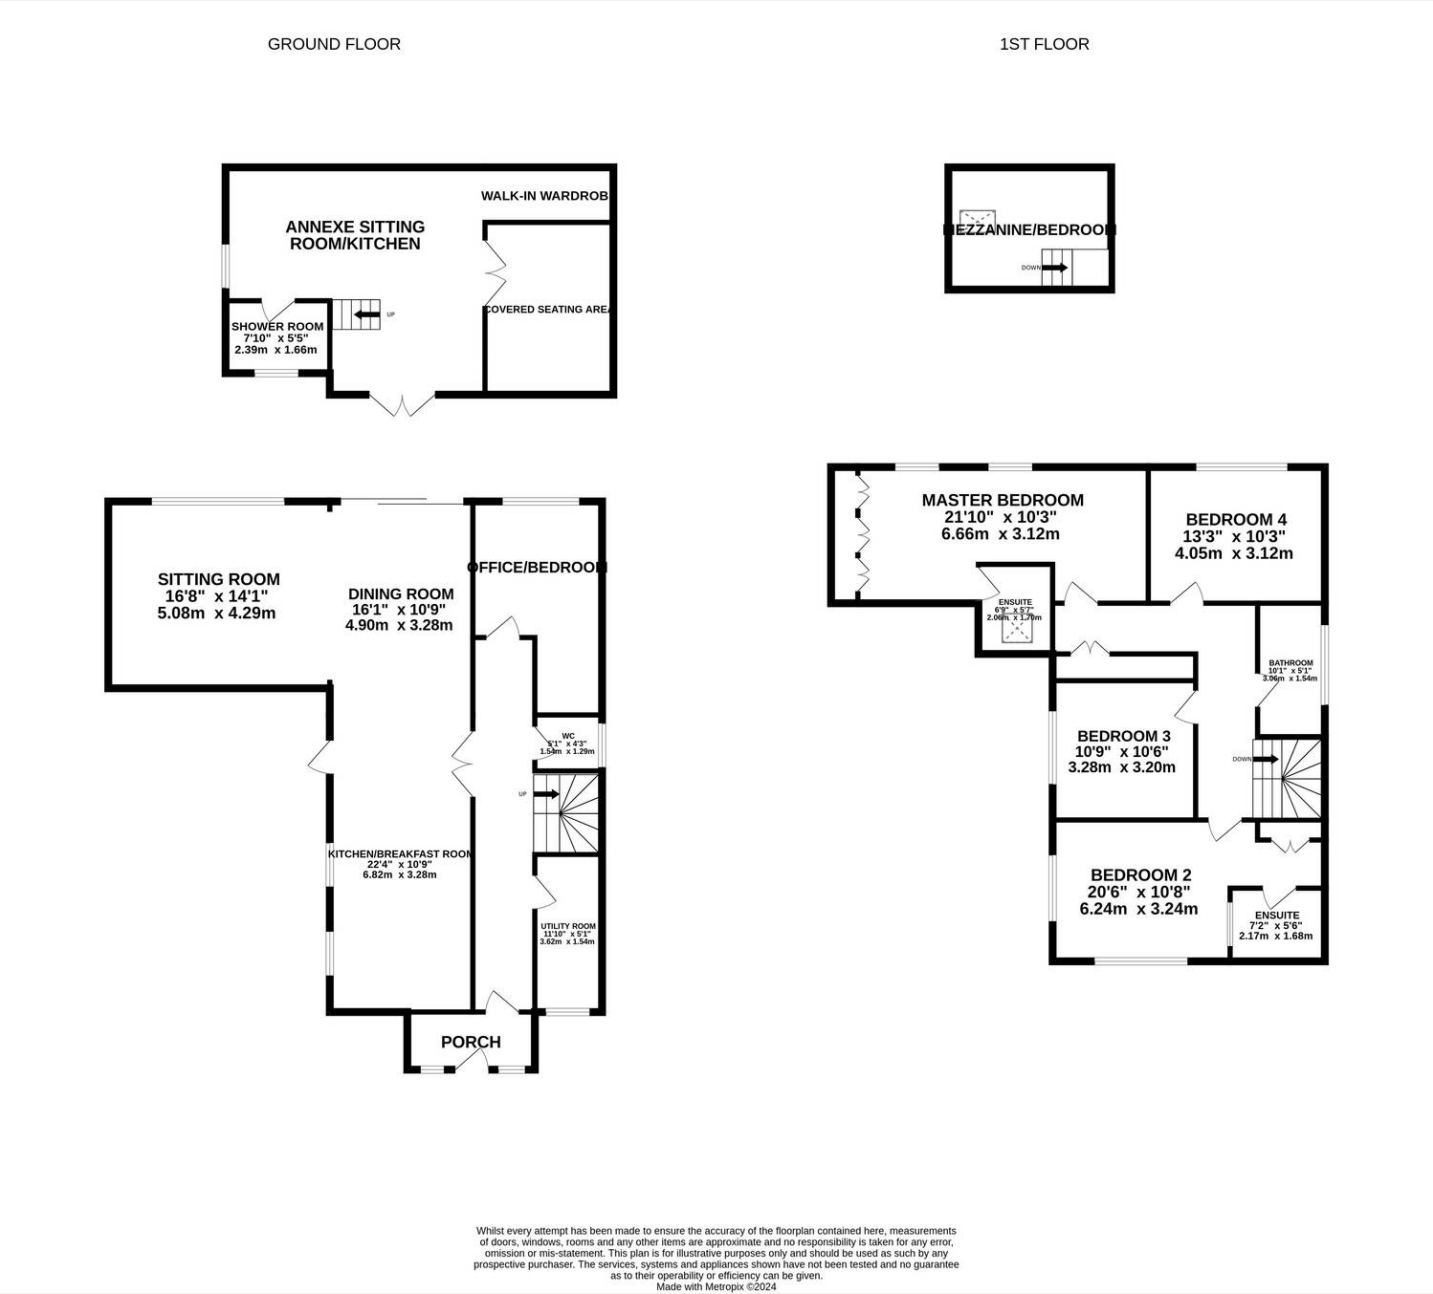 GROUND FLOOR
1ST FLOOR
WALK-IN WARDROB
ANNEXE SITTING
ROOM/KITCHEN
COVERED SEATING AREA
SHOWER ROOM
7'10" x 5'5"
2.39m x 1.66m
UP
MEZZANINE/BEDROOM
DOWN
SITTING ROOM
16'8" x 14'1"
5.08m x 4.29m
DINING ROOM
16'1" x 10'9"
4.90m x 3.28m
OFFICE/BEDROOM
WC
5'1" x 4'3"
1.54m x 1.29m
UP
KITCHEN/BREAKFAST ROOM
22'4" x 10'9"
6.82m x 3.28m
UTILITY ROOM
11'10" x 5'1"
3.62m x 1.54m
PORCH
MASTER BEDROOM
21'10" x 10'3"
6.66m x 3.12m
BEDROOM 4
13'3" x 10'3"
4.05m x 3.12m
ENSUITE
6'9" x 5'7"
2.06m x 1.70m
BATHROOM
10'1" x 5'1"
3.06m x 1.54m
BEDROOM 3
10'9" x 10'6"
3.28m x 3.20m
DOWN
BEDROOM 2
20'6" x 10'8"
6.24m x 3.24m
ENSUITE
7'2" x 5'6"
2.17m x 1.68m
Whilst every attempt has been made to ensure the accuracy of the floorplan contained here, measurements
of doors, windows, rooms and any other items are approximate and no responsibility is taken for any error,
omission or mis-statement. This plan is for illustrative purposes only and should be used as such by any
prospective purchaser. The services, systems and appliances shown have not been tested and no guarantee
as to their operability or efficiency can be given.
Made with Metropix ©2024